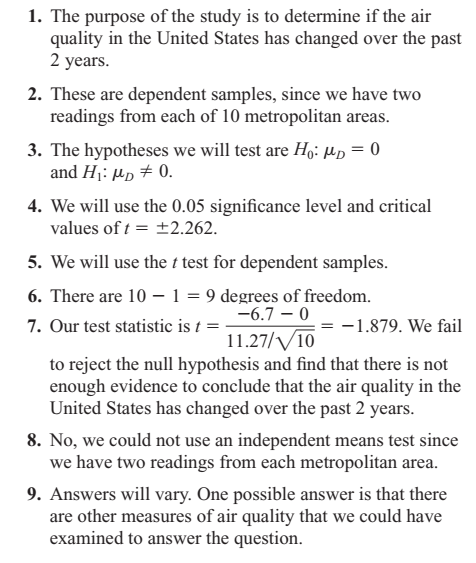 1. The purpose of the study is to determine if the air
quality in the United States has changed over the past
2 years.
2. These are dependent samples, since we have two
readings from each of 10 metropolitan areas.
3. The hypotheses we will test are H₀: μ_D = 0
and H₁: μ_D ≠ 0.
4. We will use the 0.05 significance level and critical
values of t = ±2.262.
5. We will use the t test for dependent samples.
6. There are 10 − 1 = 9 degrees of freedom.
7. Our test statistic is t = (−6.7 − 0)/(11.27/√10) = −1.879. We fail
to reject the null hypothesis and find that there is not
enough evidence to conclude that the air quality in the
United States has changed over the past 2 years.
8. No, we could not use an independent means test since
we have two readings from each metropolitan area.
9. Answers will vary. One possible answer is that there
are other measures of air quality that we could have
examined to answer the question.